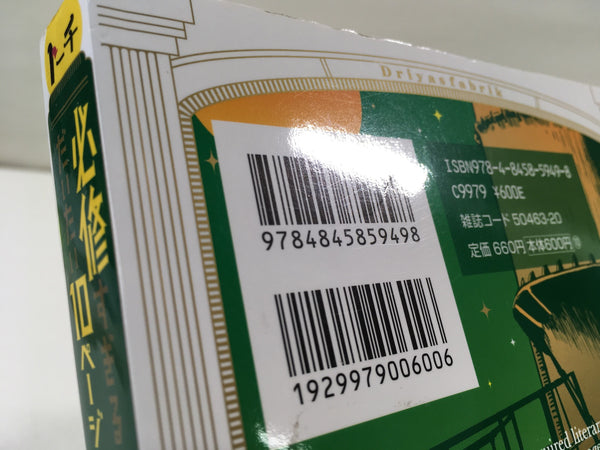 Driyasfabrik
ISBN978-4-8458-5949-8
C9979 ¥600E
雑誌コード 50463-20
定価 660円 本体600円
9784845859498
1929979006006
必修
10ページ